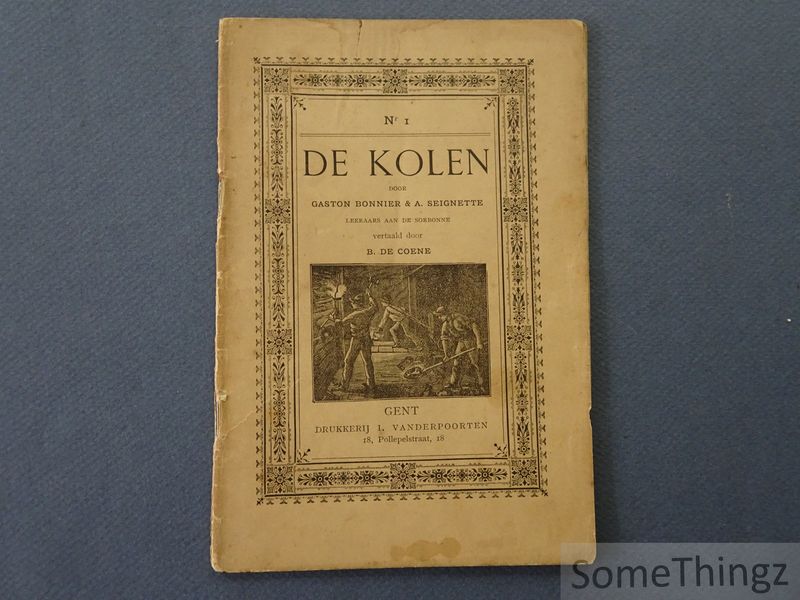 Nr 1
DE KOLEN
DOOR
GASTON BONNIER & A. SEIGNETTE
LEERAARS AAN DE SORBONNE
vertaald door
B. DE COENE
GENT
DRUKKERIJ I. VANDERPOORTEN
18, Pollepelstraat, 18
SomeThingz